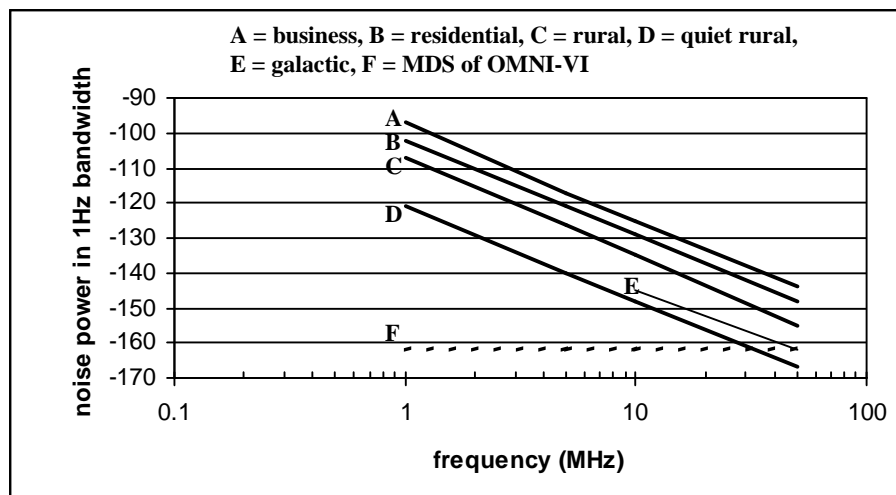 A = business, B = residential, C = rural, D = quiet rural,
E = galactic, F = MDS of OMNI-VI
noise power in 1Hz bandwidth
-90
-100
-110
-120
-130
-140
-150
-160
-170
A
B
C
D
E
F
0.1 1 10 100
frequency (MHz)